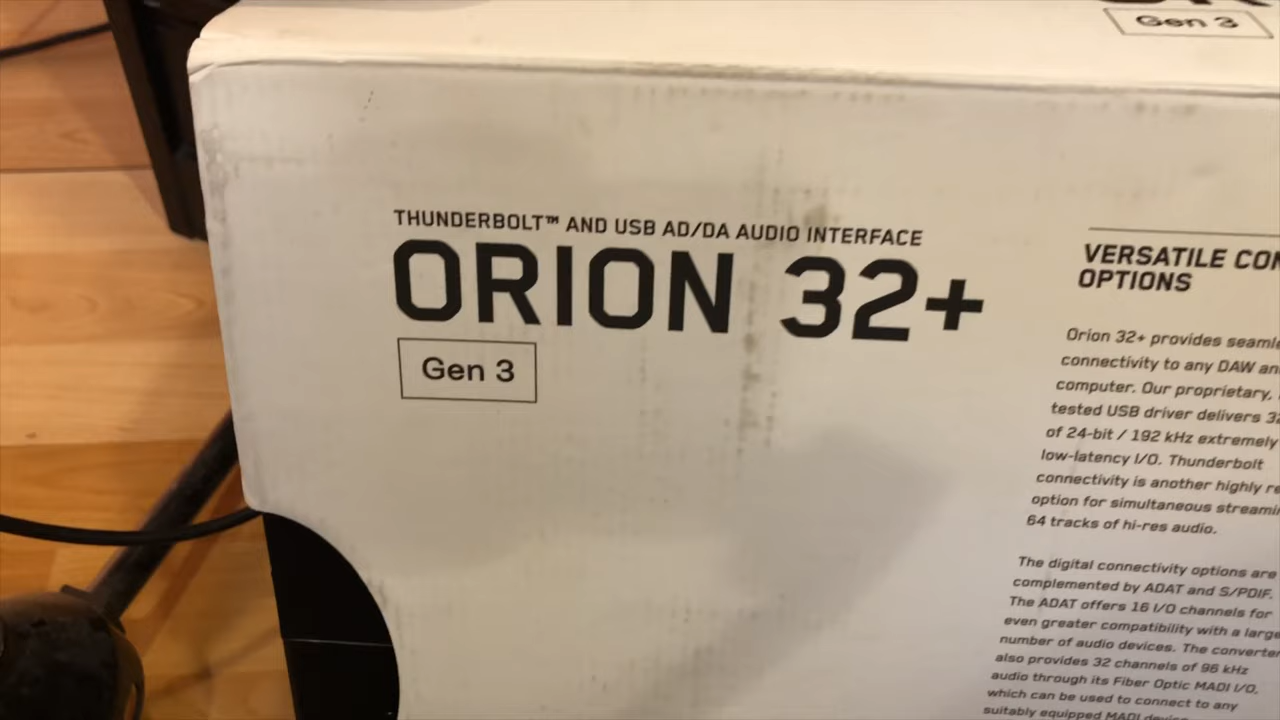 Gen 3
THUNDERBOLT™ AND USB AD/DA AUDIO INTERFACE
ORION 32+
Gen 3
VERSATILE
OPTIONS
Orion 32+ provides
connectivity to any DAW
computer. Our proprietary,
tested USB driver delivers
of 24-bit / 192 kHz extremely
low-latency I/O. Thunderbolt
connectivity is another highly
option for simultaneous
64 tracks of hi-res audio.
The digital connectivity options are
complemented by ADAT and S/PDIF.
The ADAT offers 16 I/O channels for
even greater compatibility with a large
number of audio devices. The converter
also provides 32 channels of 96 kHz
audio through its Fiber Optic MADI I/O,
which can be used to connect to any
suitably equipped MADI